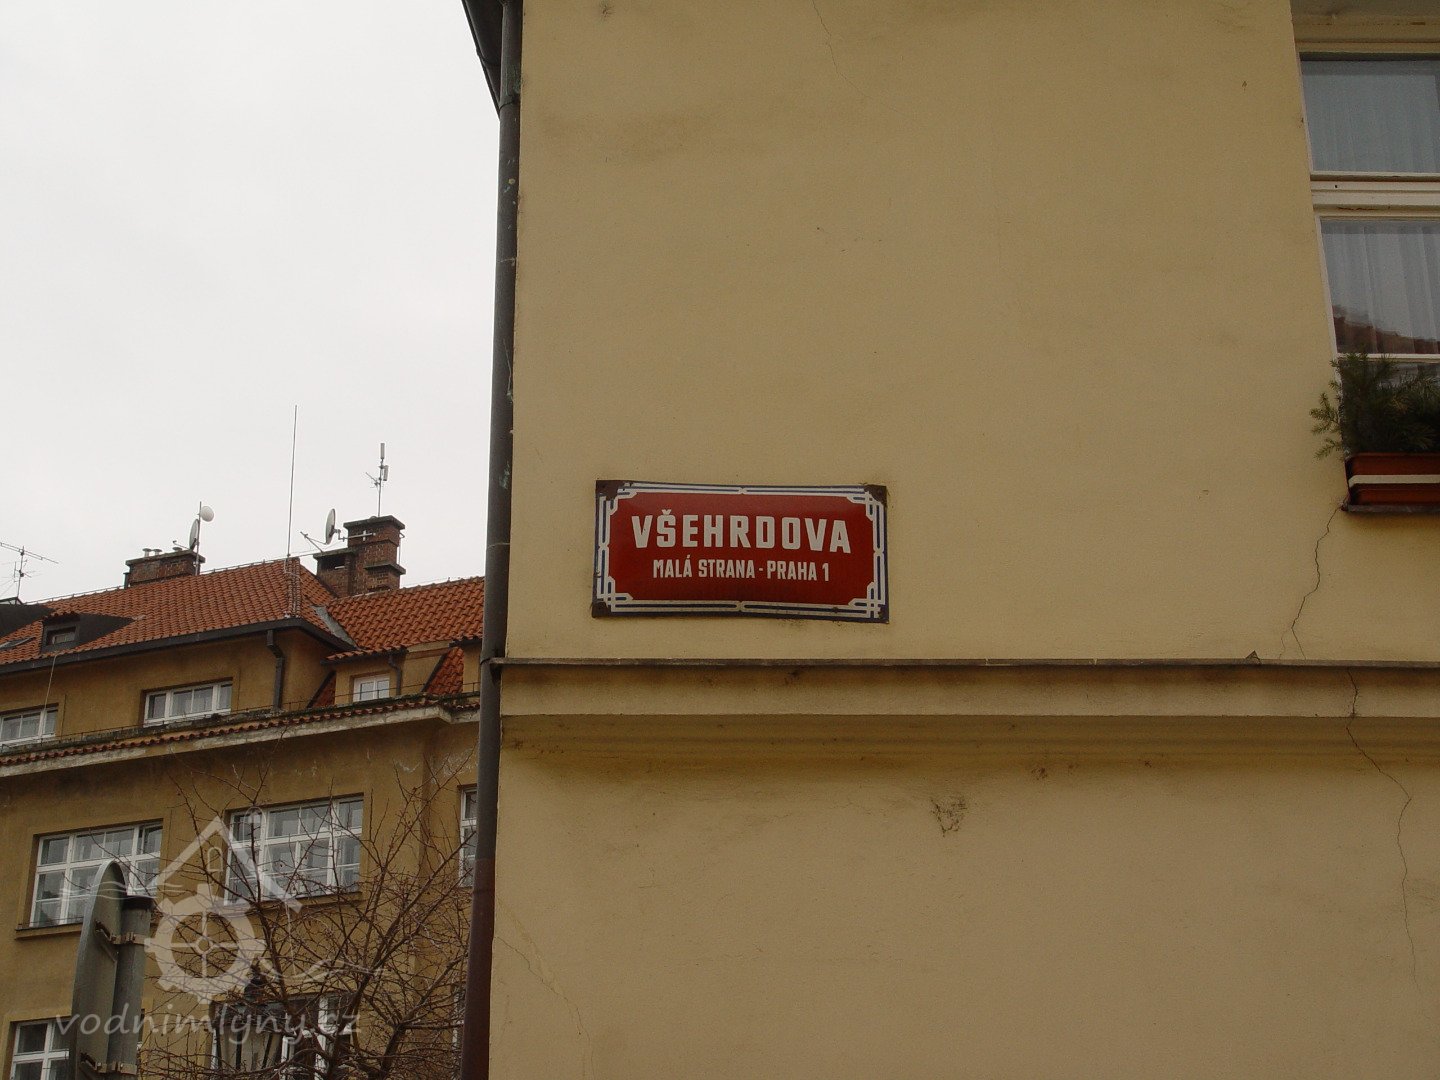 VŠEHRDOVA
MALÁ STRANA - PRAHA 1
vodnimlyny.cz